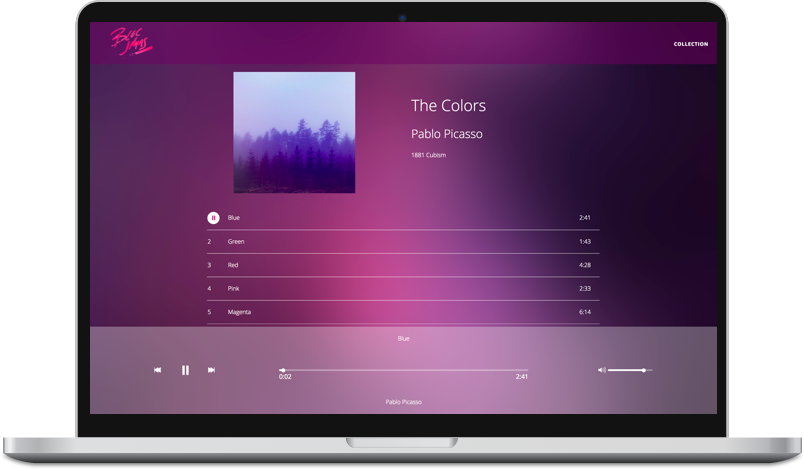 Bloc
Jams
COLLECTION
The Colors
Pablo Picasso
1881 Cubism
Blue 2:41
2 Green 1:43
3 Red 4:28
4 Pink 2:33
5 Magenta 6:14
Blue
0:02 2:41
Pablo Picasso